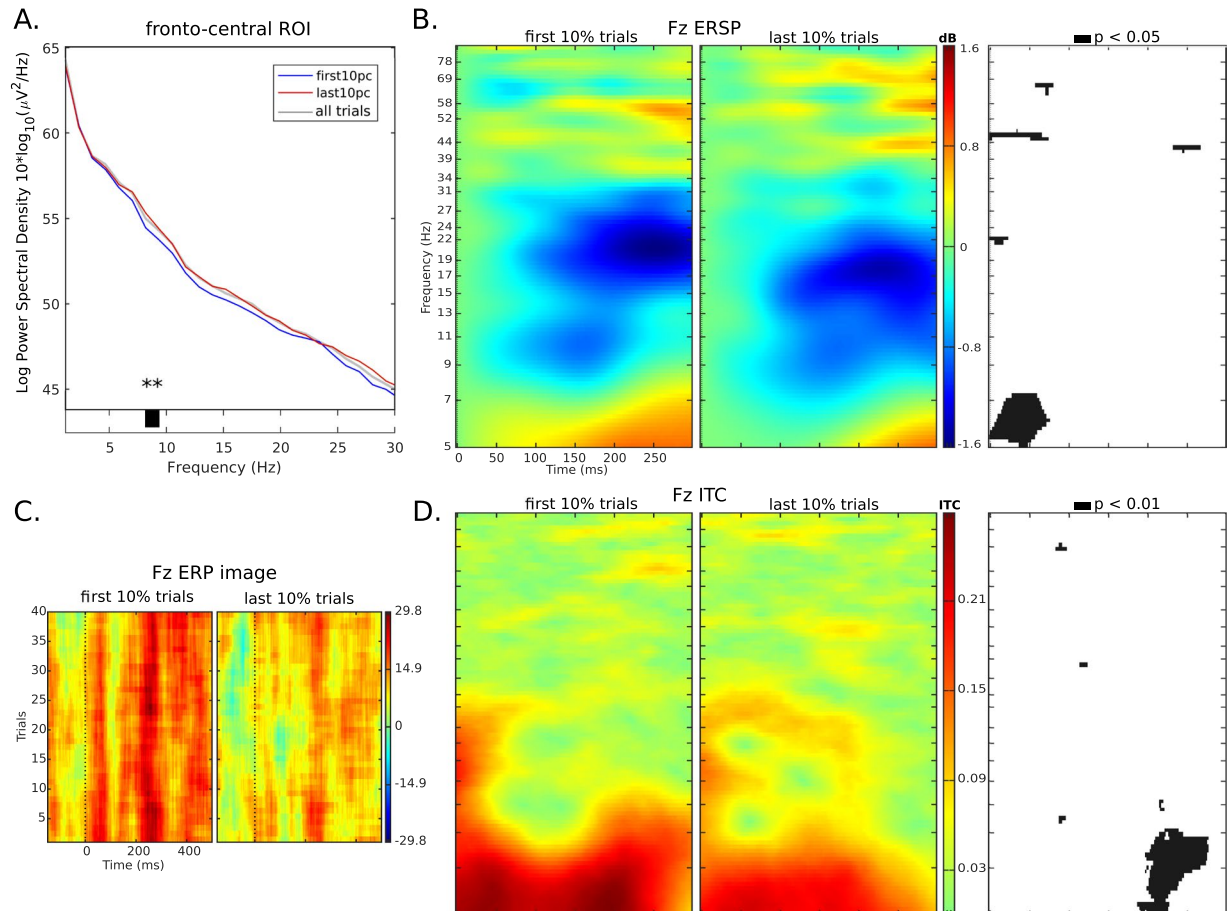 A.
fronto-central ROI
65
60
55
50
45
Log Power Spectral Density 10*log10(μV2/Hz)
first10pc
last10pc
all trials
**
5
10
15
20
25
30
Frequency (Hz)
B.
Fz ERSP
first 10% trials
last 10% trials
dB
p < 0.05
78
69
58
52
44
39
34
31
27
24
22
19
17
15
13
11
9
7
5
Frequency (Hz)
0
50
100
150
200
250
Time (ms)
1.6
0.8
0
-0.8
-1.6
C.
Fz ERP image
first 10% trials
last 10% trials
40
35
30
25
20
15
10
5
Trials
0
200
400
Time (ms)
29.8
14.9
0
-14.9
-29.8
D.
Fz ITC
first 10% trials
last 10% trials
ITC
p < 0.01
0.21
0.15
0.09
0.03